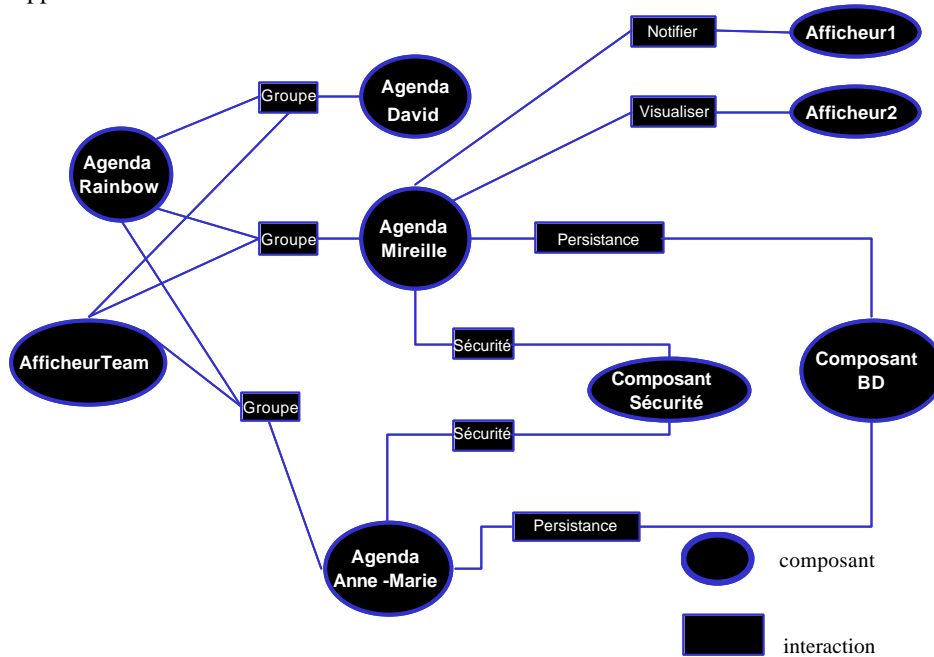 Notifier
Afficheur1
Groupe
Agenda
David
Visualiser
Afficheur2
Agenda
Rainbow
Groupe
Agenda
Mireille
Persistance
AfficheurTeam
Sécurité
Composant
Sécurité
Composant
BD
Groupe
Sécurité
Persistance
Agenda
Anne -Marie
composant
interaction